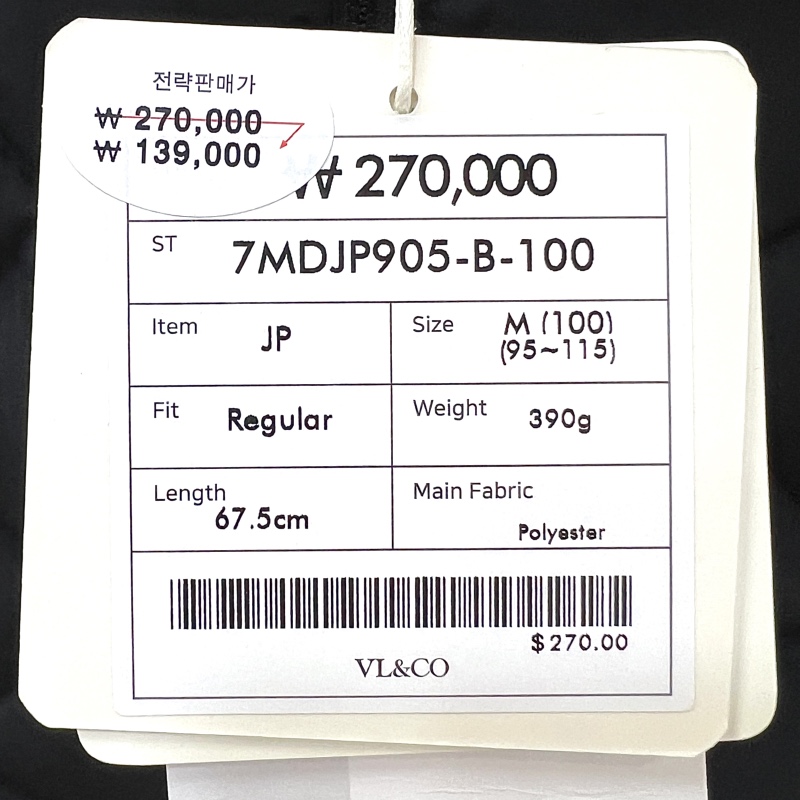 전략판매가
₩ 270,000
₩ 139,000
₩ 270,000
ST 7MDJP905-B-100
Item JP
Size M (100)
(95~115)
Fit Regular
Weight 390g
Length
67.5cm
Main Fabric
Polyester
$270.00
VL&CO